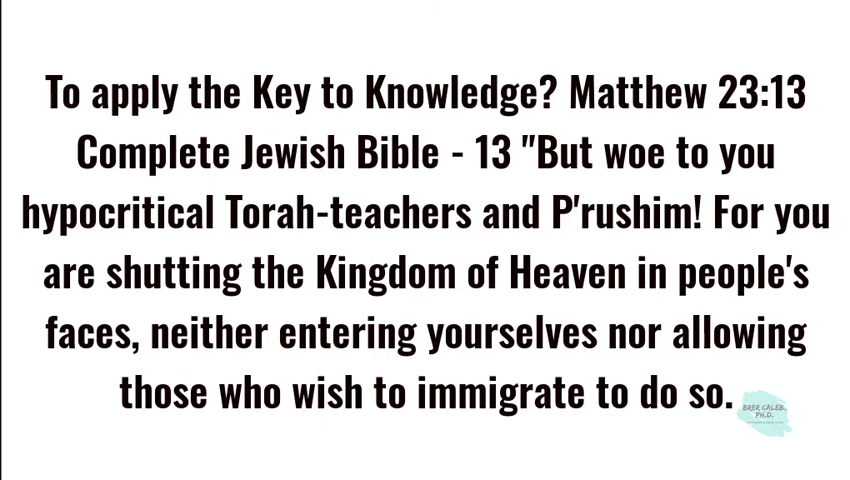 To apply the Key to Knowledge? Matthew 23:13
Complete Jewish Bible - 13 "But woe to you
hypocritical Torah-teachers and P'rushim! For you
are shutting the Kingdom of Heaven in people's
faces, neither entering yourselves nor allowing
those who wish to immigrate to do so.
BRER CALEB,
PH.D.